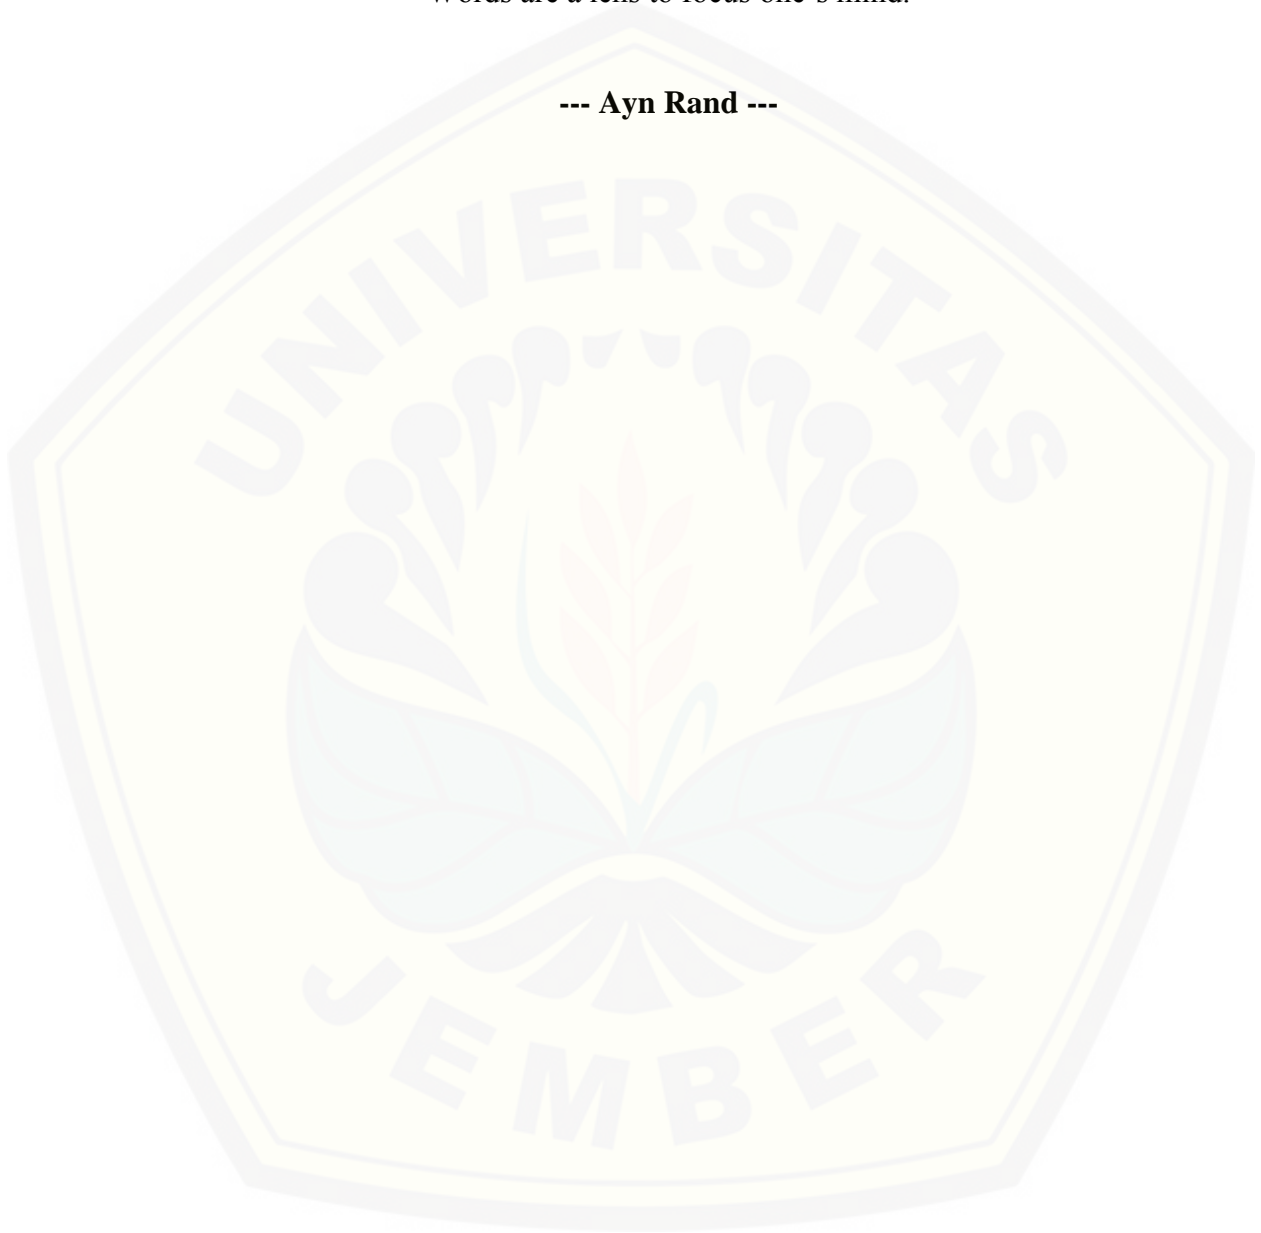 Words are a lens to focus one's mind.
--- Ayn Rand ---
UNIVERSITAS
JEMBER